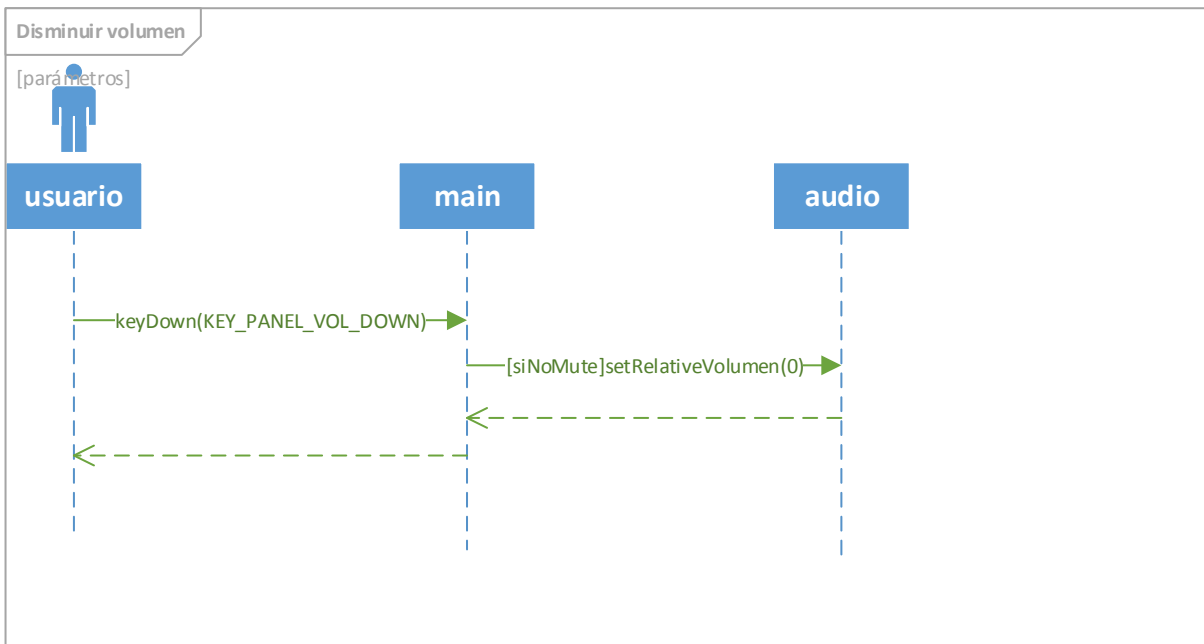 Disminuir volumen
[parámetros]
usuario
main
audio
keyDown(KEY_PANEL_VOL_DOWN)
[siNoMute]setRelativeVolumen(0)